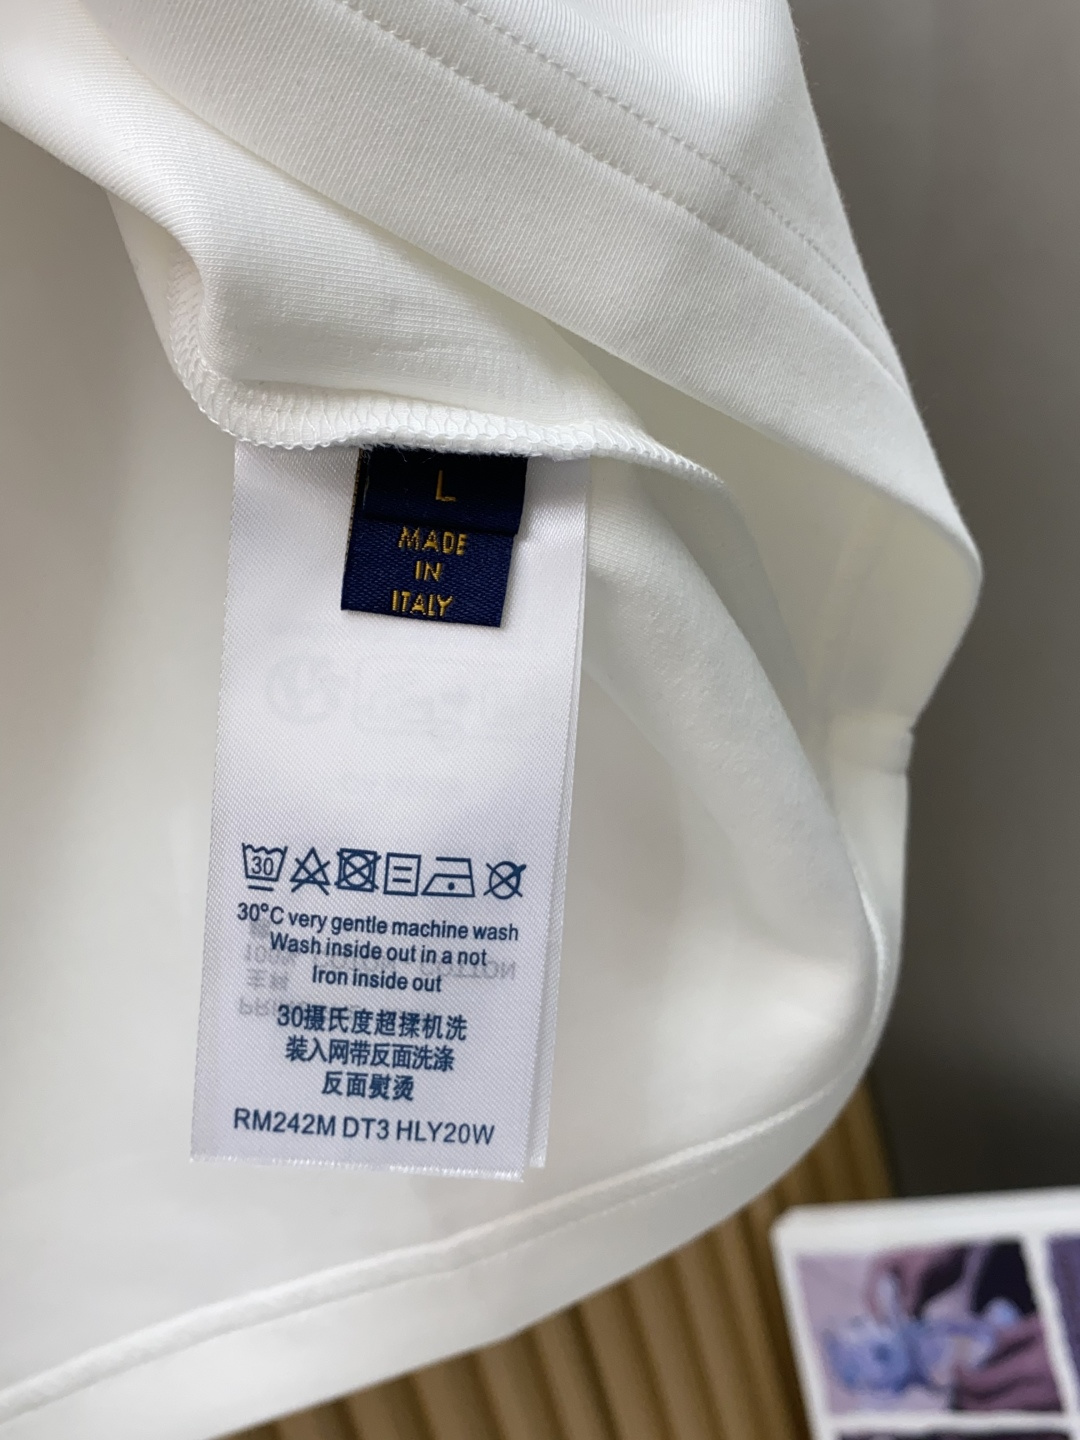 L
MADE
IN
ITALY
30
30°C very gentle machine wash
Wash inside out in a not
Iron inside out
30摄氏度超揉机洗
装入网带反面洗涤
反面熨烫
RM242M DT3 HLY20W